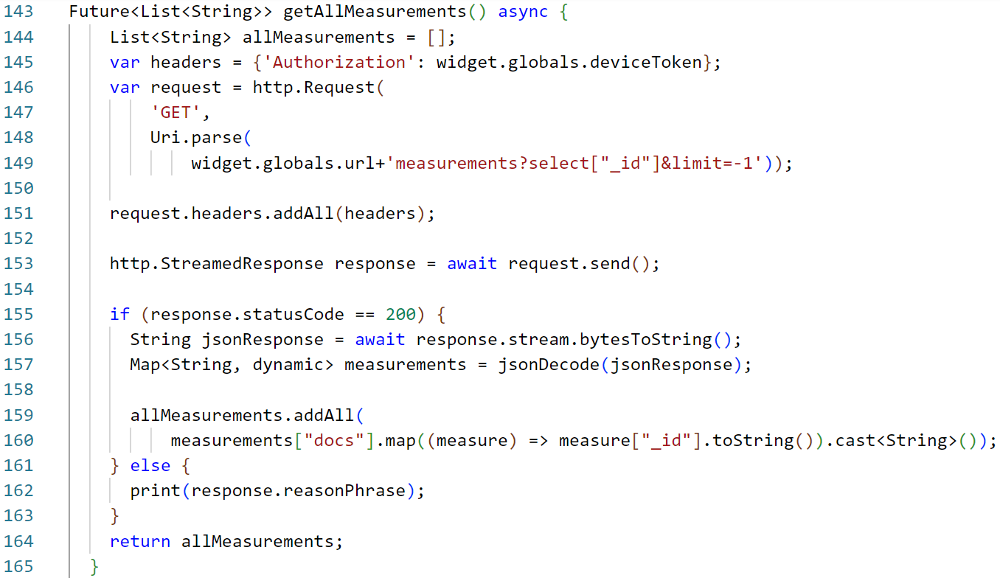 143 Future<List<String>> getAllMeasurements() async {
144 List<String> allMeasurements = [];
145 var headers = {'Authorization': widget.globals.deviceToken};
146 var request = http.Request(
147 'GET',
148 Uri.parse(
149 widget.globals.url+'measurements?select["_id"]&limit=-1'));
150
151 request.headers.addAll(headers);
152
153 http.StreamedResponse response = await request.send();
154
155 if (response.statusCode == 200) {
156 String jsonResponse = await response.stream.bytesToString();
157 Map<String, dynamic> measurements = jsonDecode(jsonResponse);
158
159 allMeasurements.addAll(
160 measurements["docs"].map((measure) => measure["_id"].toString()).cast<String>());
161 } else {
162 print(response.reasonPhrase);
163 }
164 return allMeasurements;
165 }